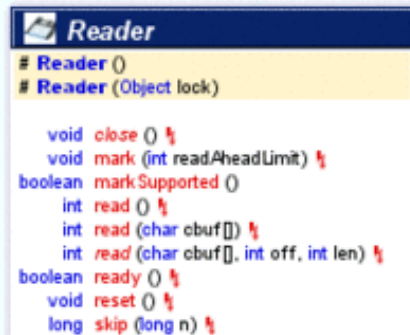 Reader
# Reader ()
# Reader (Object lock)
void close ()
void mark (int readAheadLimit)
boolean markSupported ()
int read ()
int read (char cbuf[])
int read (char cbuf[], int off, int len)
boolean ready ()
void reset ()
long skip (long n)